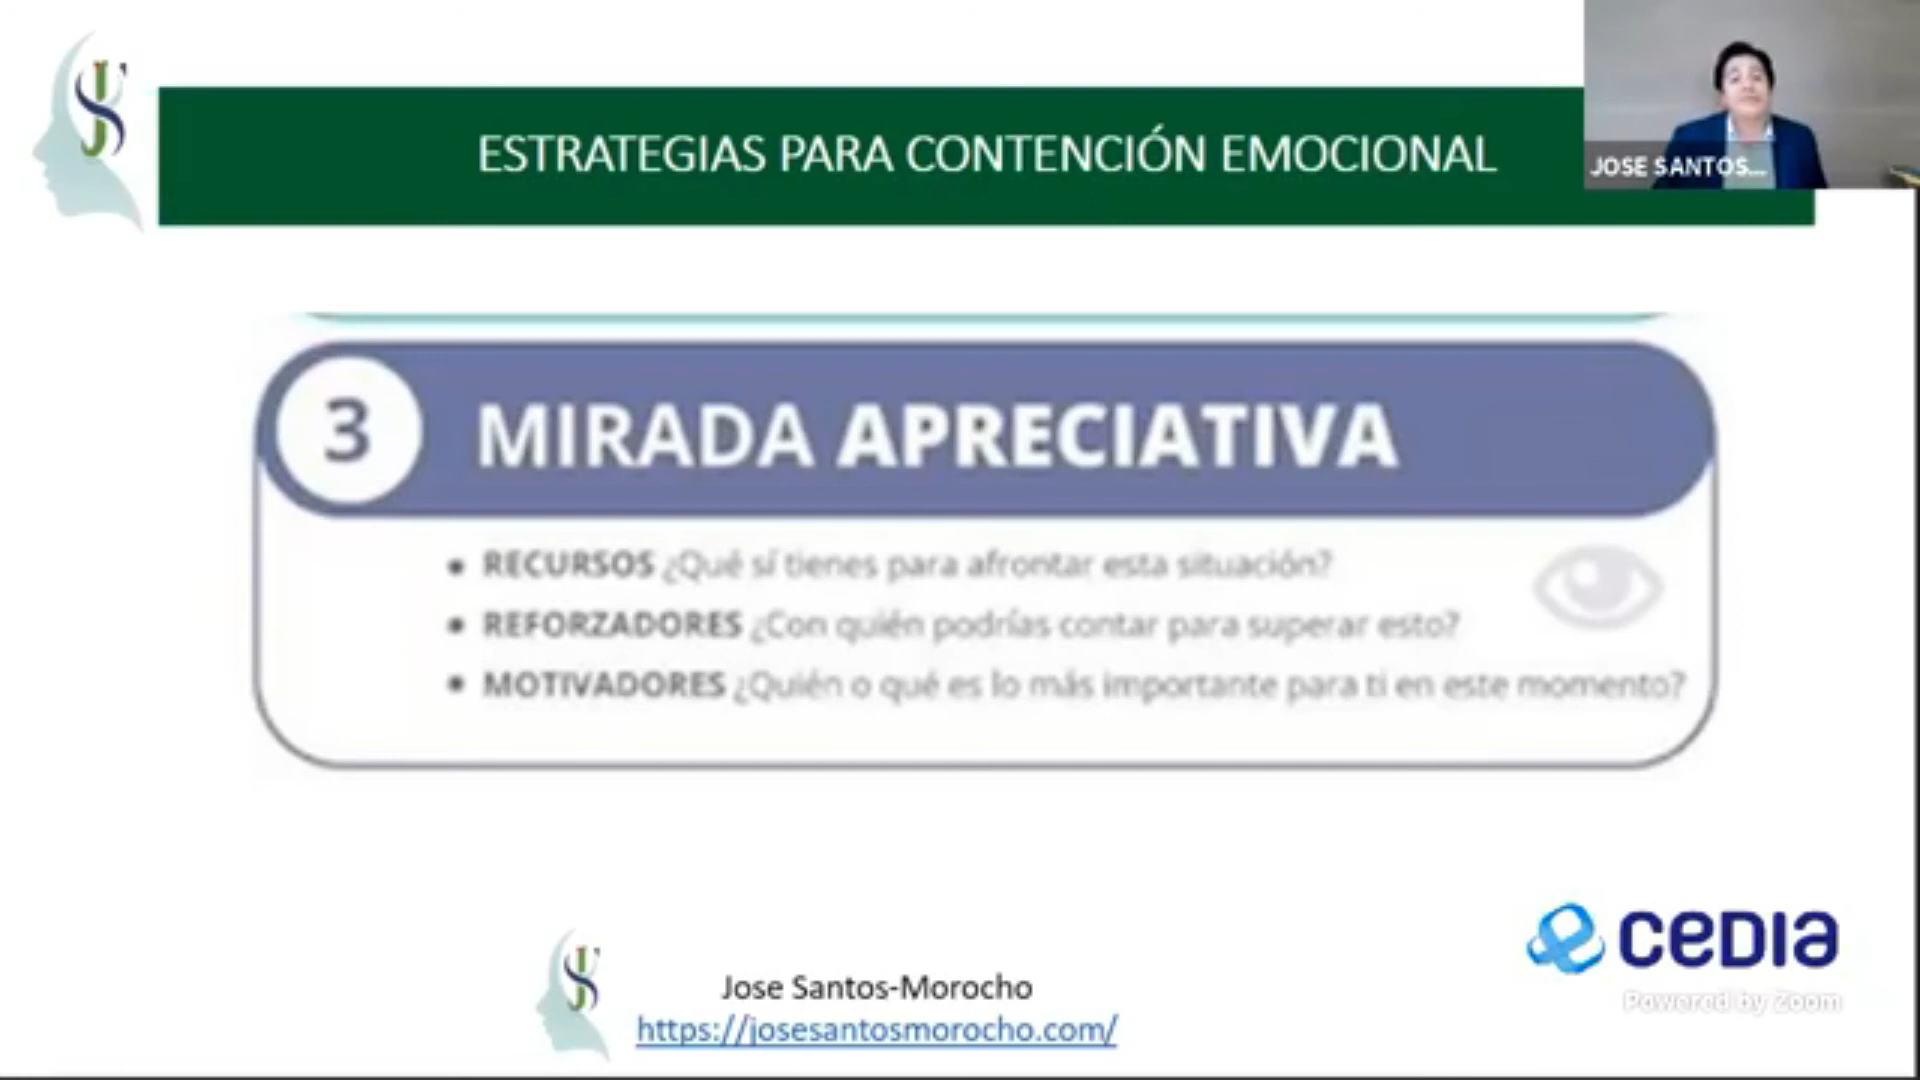 ESTRATEGIAS PARA CONTENCIÓN EMOCIONAL
JOSE SANTOS...
3
MIRADA APRECIATIVA
• RECURSOS ¿Qué sí tienes para afrontar esta situación?
• REFORZADORES ¿Con quién podrías contar para superar esto?
• MOTIVADORES ¿Quién o qué es lo más importante para ti en este momento?
JS
Jose Santos-Morocho
https://josesantosmorocho.com/
CEDIA
Powered by Zoom